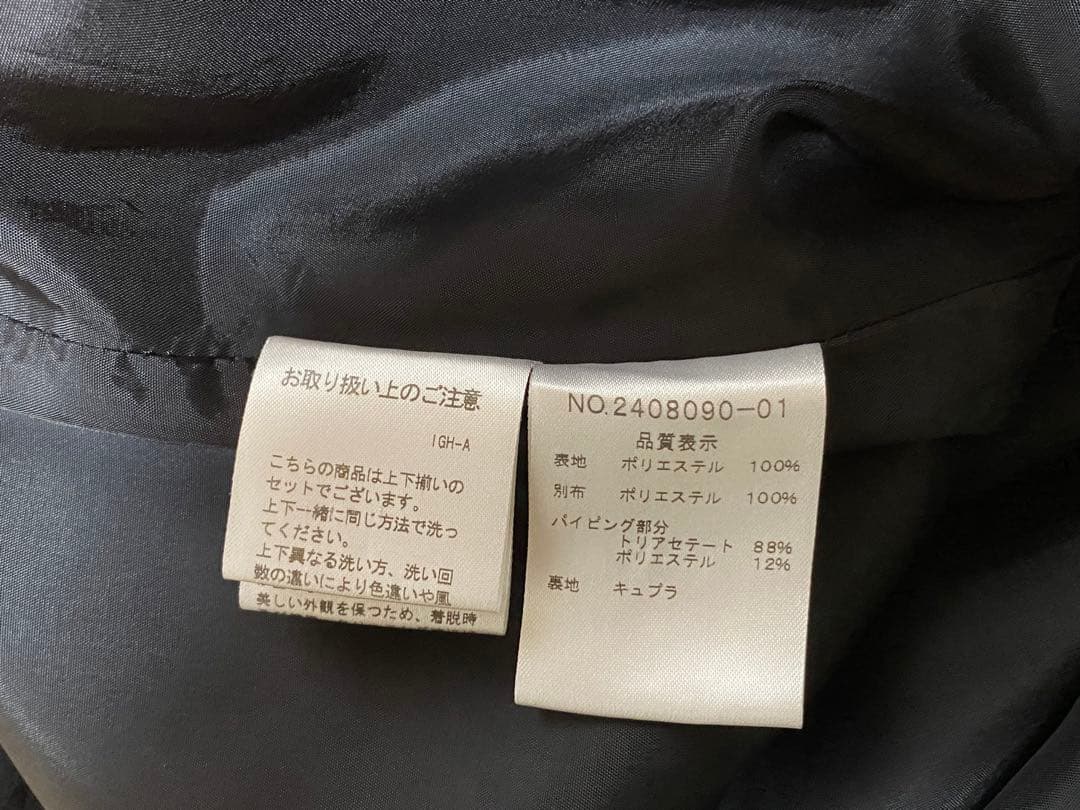 お取り扱い上のご注意
IGH-A
こちらの商品は上下揃いの
セットでございます。
上下一緒に同じ方法で洗っ
てください。
上下異なる洗い方、洗い回
数の違いにより色違いや風
美しい外観を保つため、着脱時
NO.2408090-01
品質表示
表地 ポリエステル 100%
別布 ポリエステル 100%
パイピング部分
トリアセテート 88%
ポリエステル 12%
裏地 キュプラ